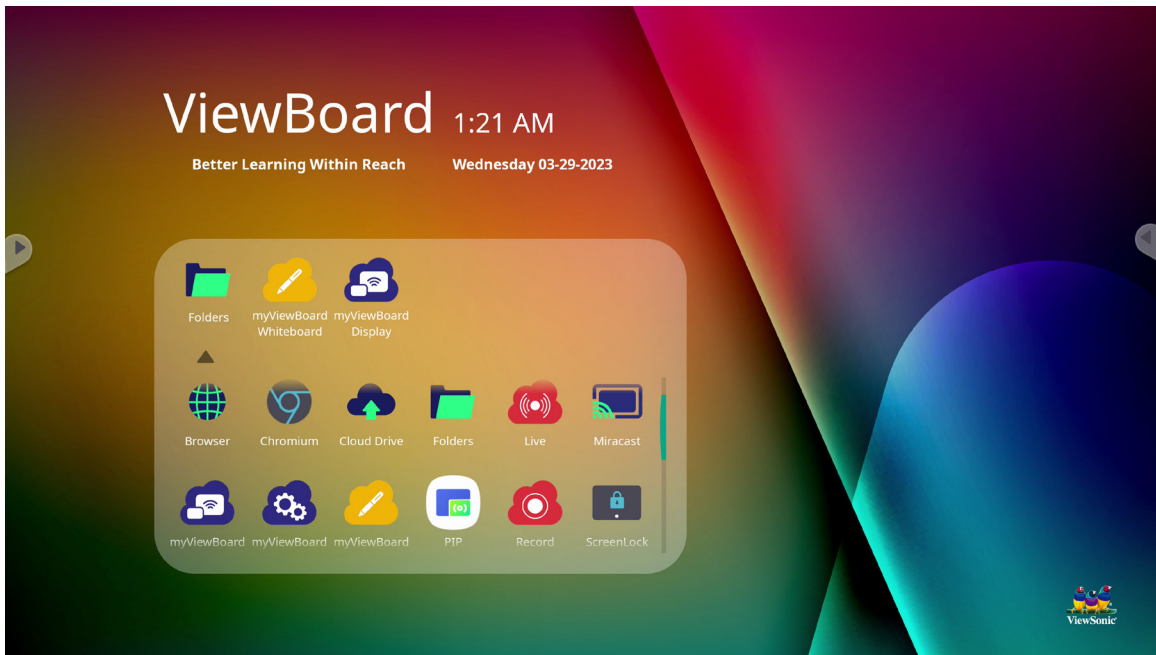 ViewBoard 1:21 AM
Better Learning Within Reach Wednesday 03-29-2023
Folders myViewBoard Whiteboard myViewBoard Display
Browser Chromium Cloud Drive Folders Live Miracast
myViewBoard myViewBoard myViewBoard PIP Record ScreenLock
ViewSonic